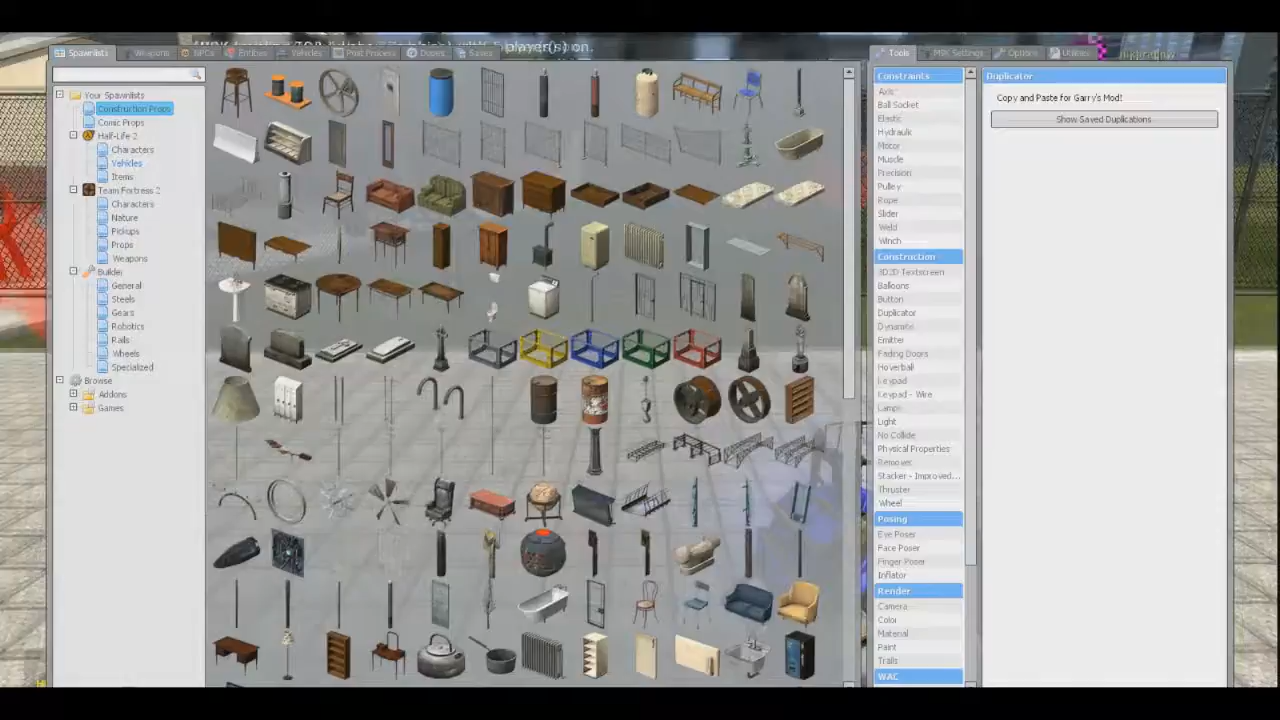 player(s) on.
Spawnlists
Weapons
NPCs
Entities
Vehicles
Post Process
Dupes
Saves
Tools
Options
Utilities
Your Spawnlists
Construction Props
Comic Props
Half-Life 2
Characters
Vehicles
Items
Team Fortress 2
Characters
Nature
Pickups
Props
Weapons
Builder
General
Steels
Gears
Robotics
Rails
Wheels
Specialized
Browse
Addons
Games
Constraints
Axis
Ball Socket
Elastic
Hydraulic
Motor
Muscle
Precision
Pulley
Rope
Slider
Weld
Winch
Construction
3D2D Textscreen
Balloons
Button
Duplicator
Dynamite
Emitter
Fading Doors
Hoverball
Keypad
Keypad - Wire
Lamps
Light
No Collide
Physical Properties
Remover
Stacker - Improved...
Thruster
Wheel
Posing
Eye Poser
Face Poser
Finger Poser
Inflator
Render
Camera
Color
Material
Paint
Trails
WAC
Duplicator
Copy and Paste for Garry's Mod!
Show Saved Duplications